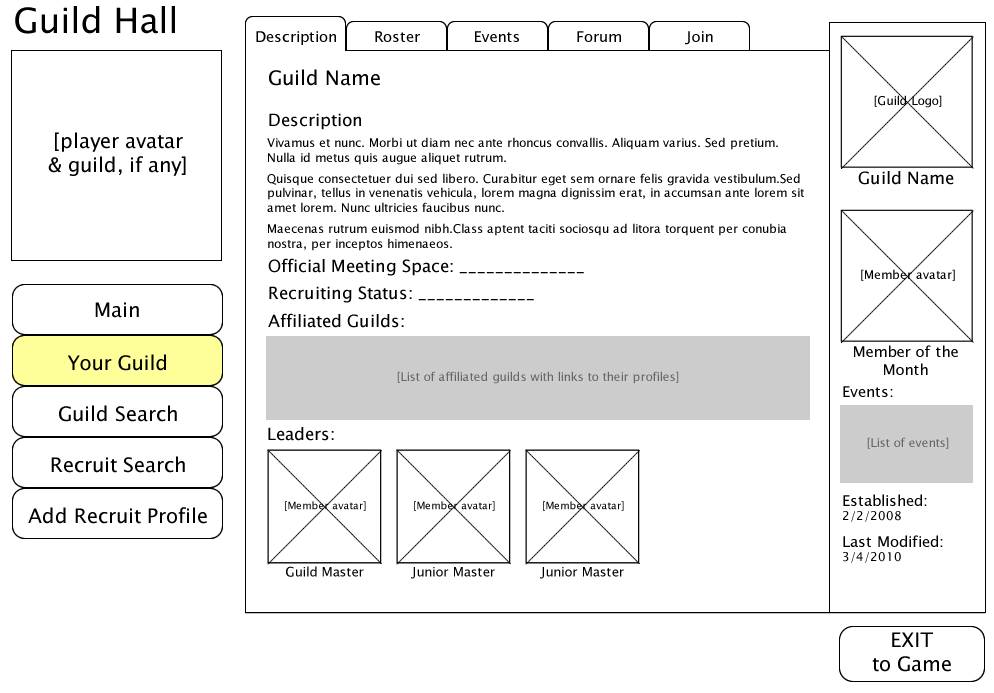 Guild Hall
[player avatar
& guild, if any]
Main
Your Guild
Guild Search
Recruit Search
Add Recruit Profile
Description
Roster
Events
Forum
Join
Guild Name
Description
Vivamus et nunc. Morbi ut diam nec ante rhoncus convallis. Aliquam varius. Sed pretium.
Nulla id metus quis augue aliquet rutrum.
Quisque consectetuer dui sed libero. Curabitur eget sem ornare felis gravida vestibulum.Sed
pulvinar, tellus in venenatis vehicula, lorem magna dignissim erat, in accumsan ante lorem sit
amet lorem. Nunc ultricies faucibus nunc.
Maecenas rutrum euismod nibh.Class aptent taciti sociosqu ad litora torquent per conubia
nostra, per inceptos himenaeos.
Official Meeting Space: ______________
Recruiting Status: _____________
Affiliated Guilds:
[List of affiliated guilds with links to their profiles]
Leaders:
[Member avatar]
Guild Master
[Member avatar]
Junior Master
[Member avatar]
Junior Master
[Guild Logo]
Guild Name
[Member avatar]
Member of the
Month
Events:
[List of events]
Established:
2/2/2008
Last Modified:
3/4/2010
EXIT
to Game